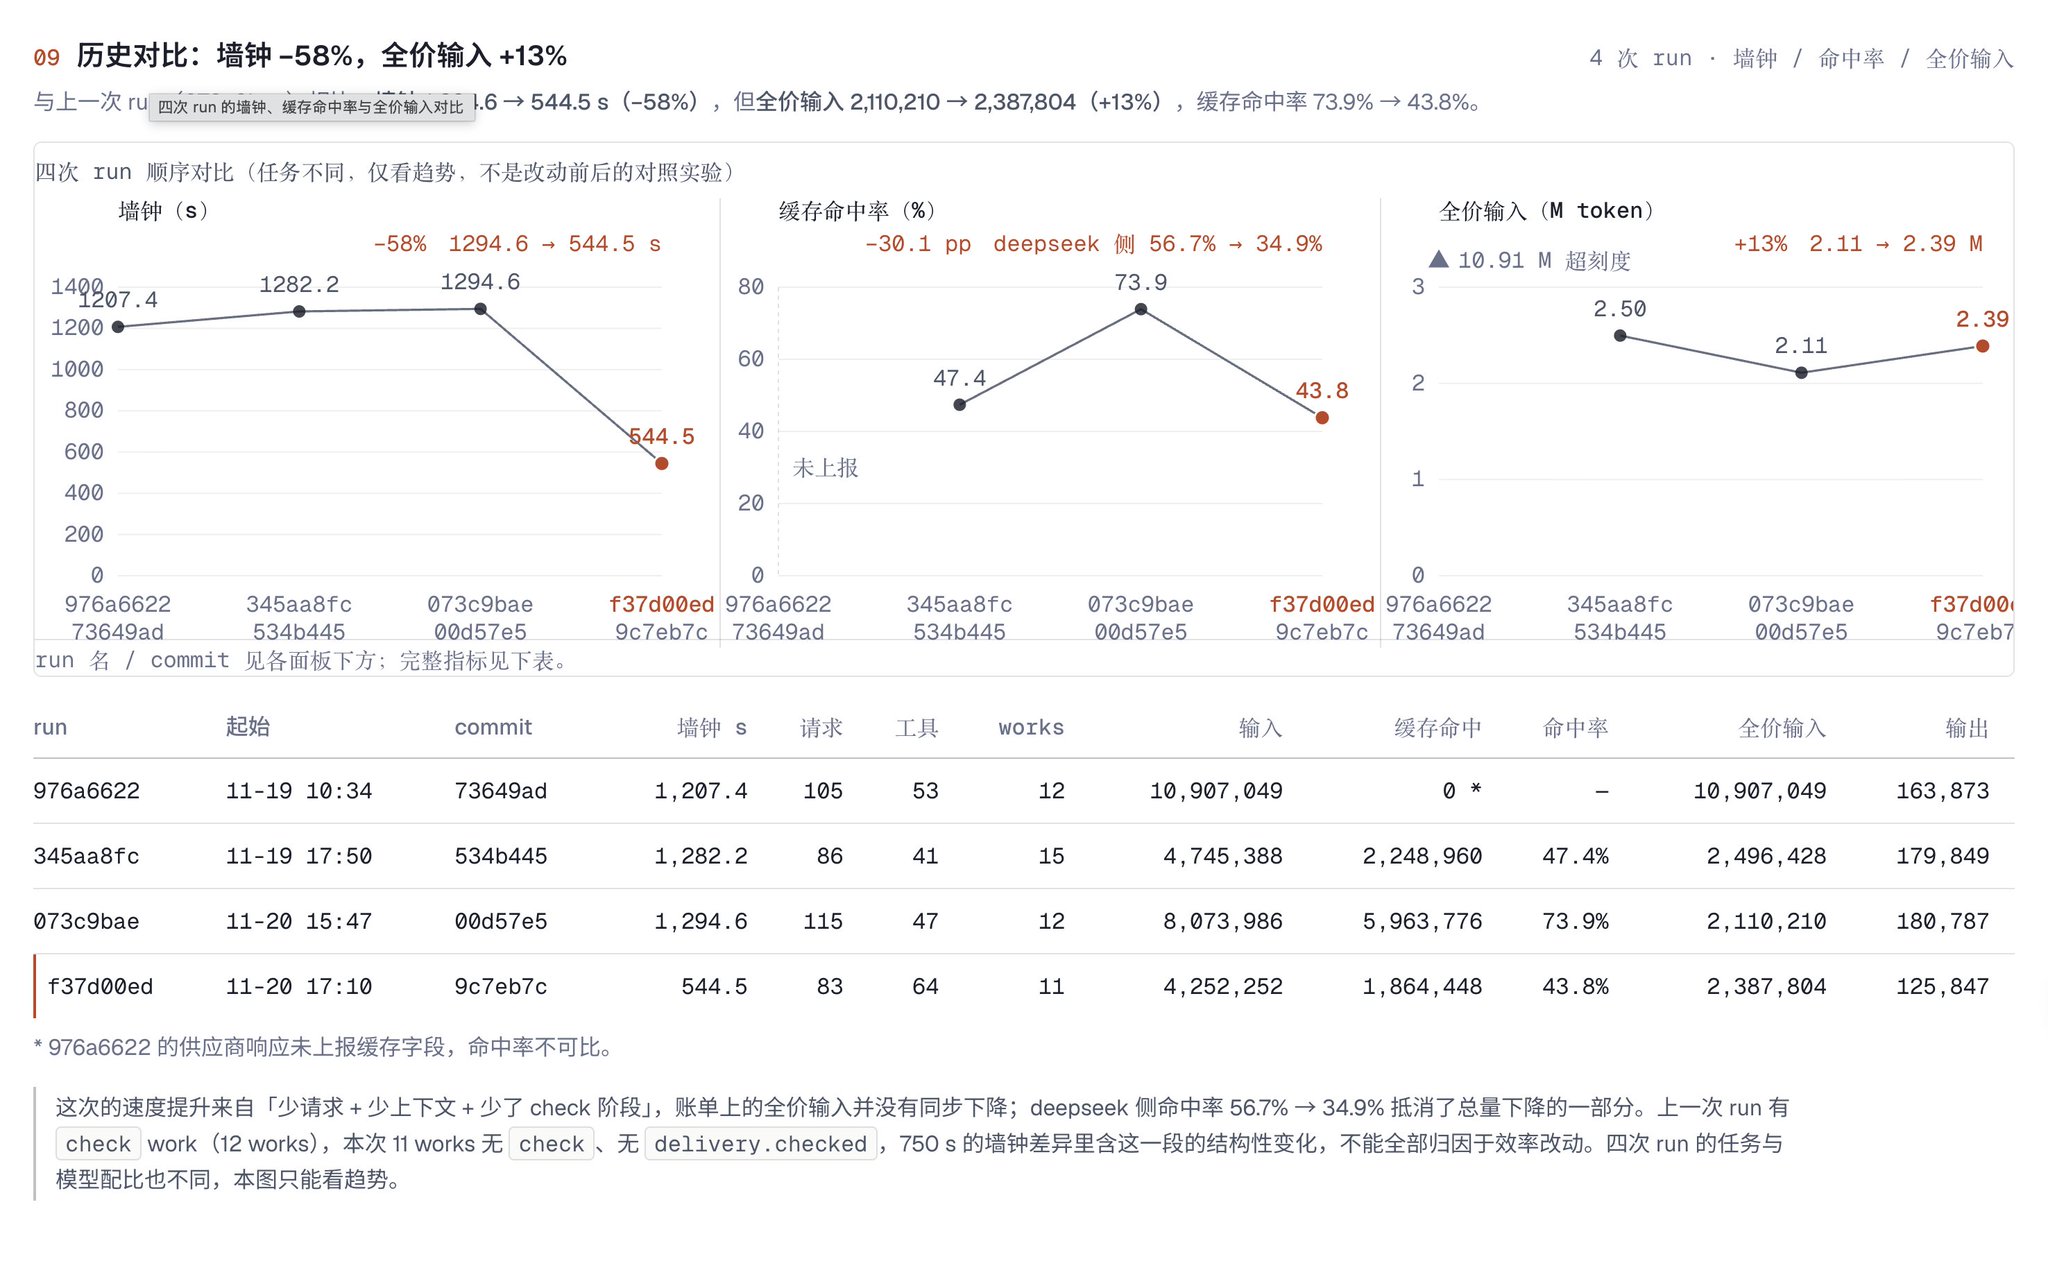 09 历史对比：墙钟 –58%，全价输入 +13%
4 次 run · 墙钟 / 命中率 / 全价输入
与上一次 ru
四次 run 的墙钟、缓存命中率与全价输入对比
4.6 → 544.5 s（–58%），但全价输入 2,110,210 → 2,387,804（+13%），缓存命中率 73.9% → 43.8%。
四次 run 顺序对比（任务不同，仅看趋势，不是改动前后的对照实验）
墙钟（s）
–58% 1294.6 → 544.5 s
1400
1200
1000
800
600
400
200
0
1207.4
1282.2
1294.6
544.5
976a6622 345aa8fc 073c9bae f37d00ed
73649ad 534b445 00d57e5 9c7eb7c
缓存命中率（%）
–30.1 pp deepseek 侧 56.7% → 34.9%
80
60
40
20
0
未上报
47.4
73.9
43.8
976a6622 345aa8fc 073c9bae f37d00ed
73649ad 534b445 00d57e5 9c7eb7c
全价输入（M token）
+13% 2.11 → 2.39 M
▲ 10.91 M 超刻度
3
2
1
0
2.50
2.11
2.39
976a6622 345aa8fc 073c9bae f37d00e
73649ad 534b445 00d57e5 9c7eb7
run 名 / commit 见各面板下方；完整指标见下表。
run 起始 commit 墙钟 s 请求 工具 works 输入 缓存命中 命中率 全价输入 输出
976a6622 11-19 10:34 73649ad 1,207.4 105 53 12 10,907,049 0 * — 10,907,049 163,873
345aa8fc 11-19 17:50 534b445 1,282.2 86 41 15 4,745,388 2,248,960 47.4% 2,496,428 179,849
073c9bae 11-20 15:47 00d57e5 1,294.6 115 47 12 8,073,986 5,963,776 73.9% 2,110,210 180,787
f37d00ed 11-20 17:10 9c7eb7c 544.5 83 64 11 4,252,252 1,864,448 43.8% 2,387,804 125,847
* 976a6622 的供应商响应未上报缓存字段，命中率不可比。
这次的速度提升来自「少请求 + 少上下文 + 少了 check 阶段」，账单上的全价输入并没有同步下降；deepseek 侧命中率 56.7% → 34.9% 抵消了总量下降的一部分。上一次 run 有
check work（12 works），本次 11 works 无 check、无 delivery.checked，750 s 的墙钟差异里含这一段的结构性变化，不能全部归因于效率改动。四次 run 的任务与
模型配比也不同，本图只能看趋势。